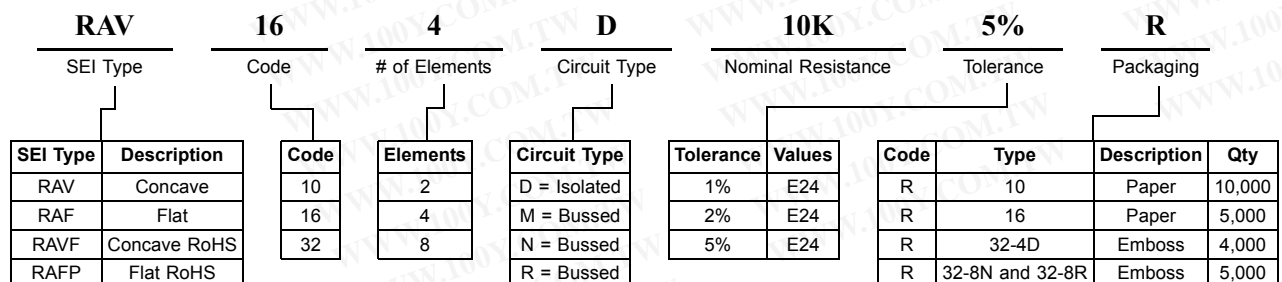 RAV 16 4 D 10K 5% R
SEI Type Code # of Elements Circuit Type Nominal Resistance Tolerance Packaging
SEI Type Description Code Elements Circuit Type Tolerance Values Code Type Description Qty
RAV Concave 10 2 D = Isolated 1% E24 R 10 Paper 10,000
RAF Flat 16 4 M = Bussed 2% E24 R 16 Paper 5,000
RAVF Concave RoHS 32 8 N = Bussed 5% E24 R 32-4D Emboss 4,000
RAFP Flat RoHS R = Bussed R 32-8N and 32-8R Emboss 5,000
WWW.100Y.COM.TW